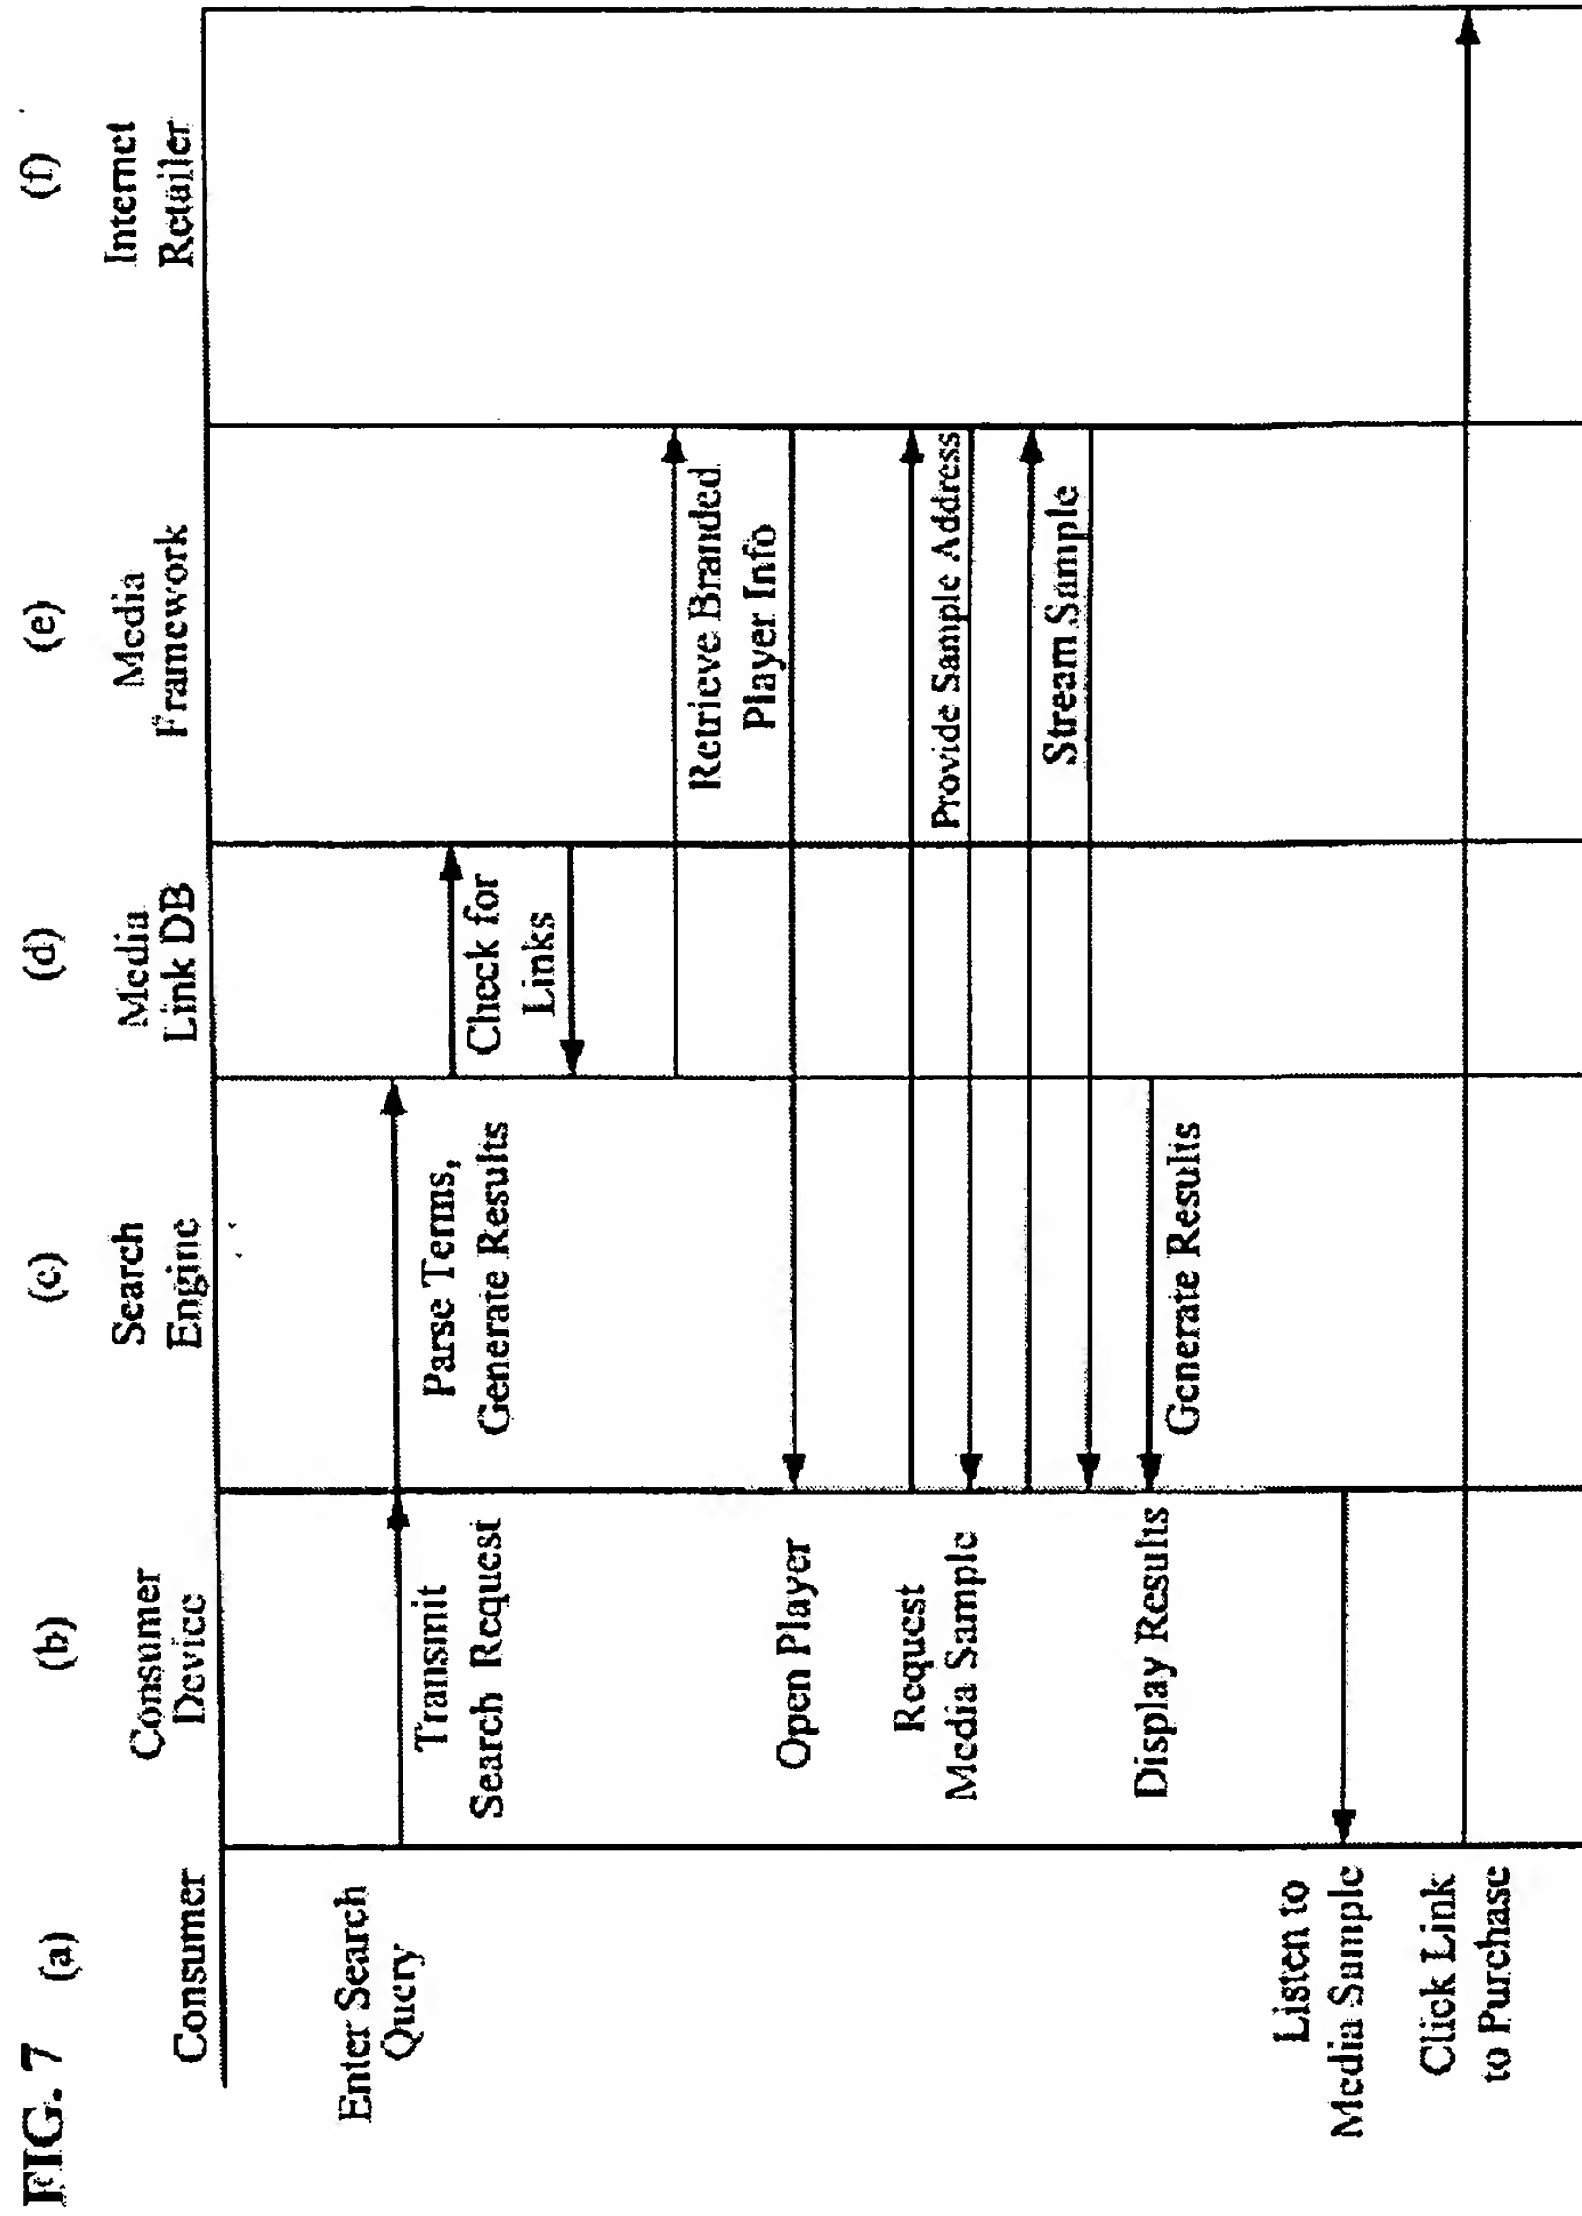 FIG. 7
(a)
(b)
(c)
(d)
(e)
(f)
Consumer
Consumer
Device
Search
Engine
Media
Link DB
Media
Framework
Internet
Retailer
Enter Search
Query
Transmit
Search Request
Parse Terms,
Generate Results
Check for
Links
Retrieve Branded
Player Info
Open Player
Request
Media Sample
Provide Sample Address
Stream Sample
Display Results
Generate Results
Listen to
Media Sample
Click Link
to Purchase